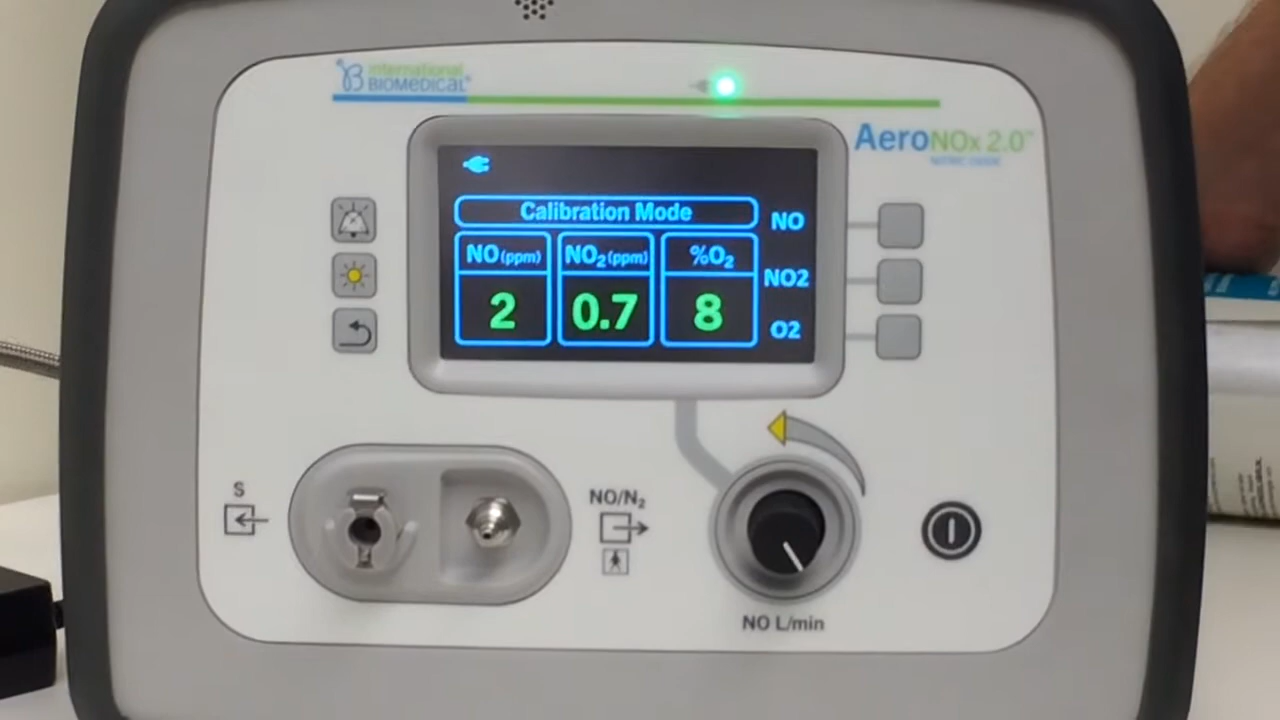 international
BIOMEDICAL®
AeroNOx 2.0™
NITRIC OXIDE
Calibration Mode
NO
NO(ppm) NO₂(ppm) %O₂
NO2
2 0.7 8
O2
S
NO/N₂
NO L/min